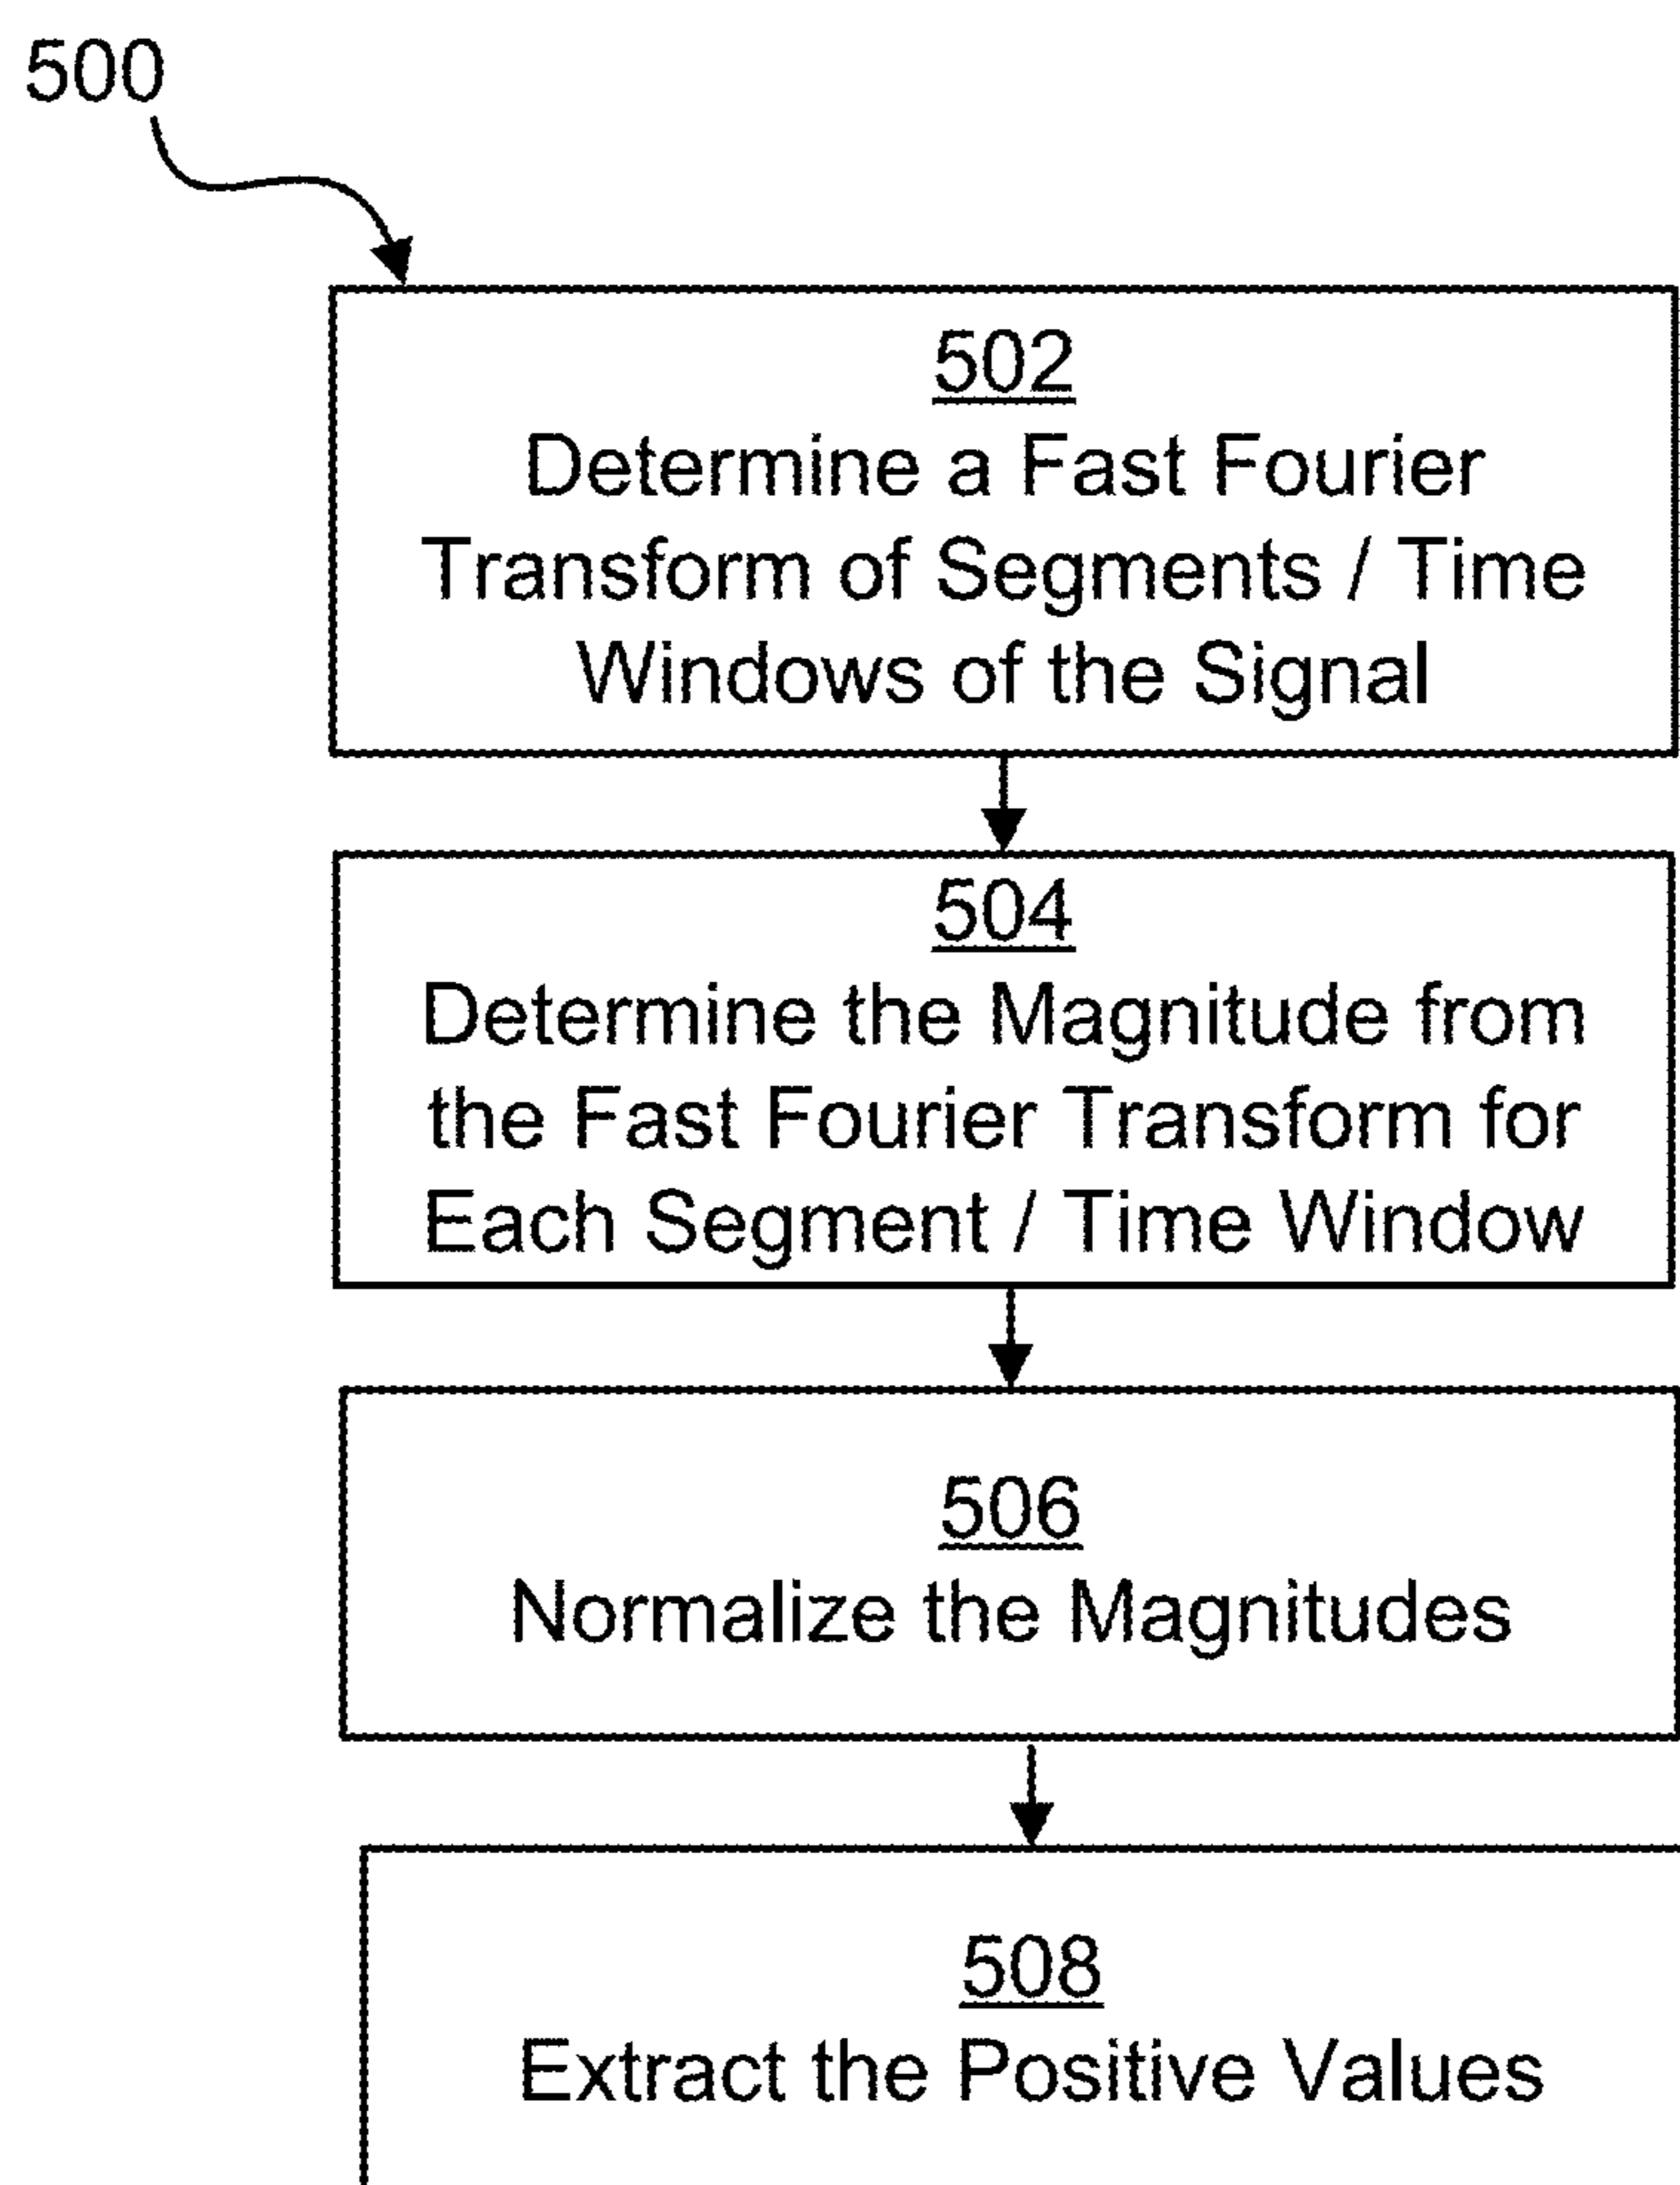 500
502
Determine a Fast Fourier
Transform of Segments / Time
Windows of the Signal
504
Determine the Magnitude from
the Fast Fourier Transform for
Each Segment / Time Window
506
Normalize the Magnitudes
508
Extract the Positive Values